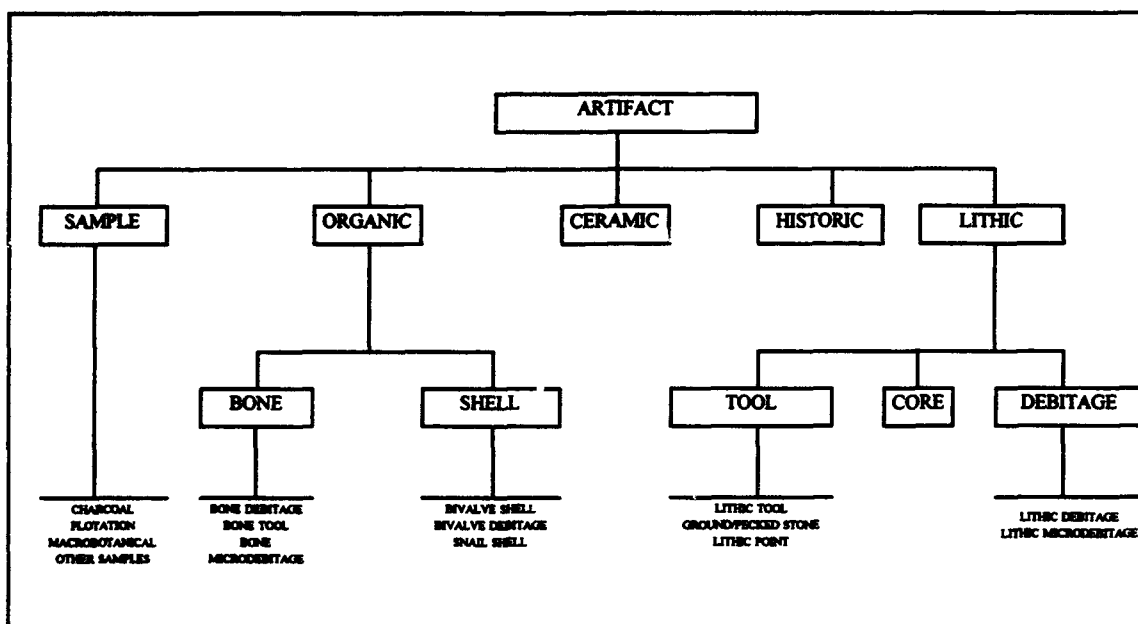 ARTIFACT
SAMPLE
ORGANIC
CERAMIC
HISTORIC
LITHIC
BONE
SHELL
TOOL
CORE
DEBITAGE
CHARCOAL
FLOTATION
MACROBOTANICAL
OTHER SAMPLES
BONE DEBITAGE
BONE TOOL
BONE
MICRODEBITAGE
BIVALVE SHELL
BIVALVE DEBITAGE
SNAIL SHELL
LITHIC TOOL
GROUND/PECKED STONE
LITHIC POINT
LITHIC DEBITAGE
LITHIC MICRODEBITAGE